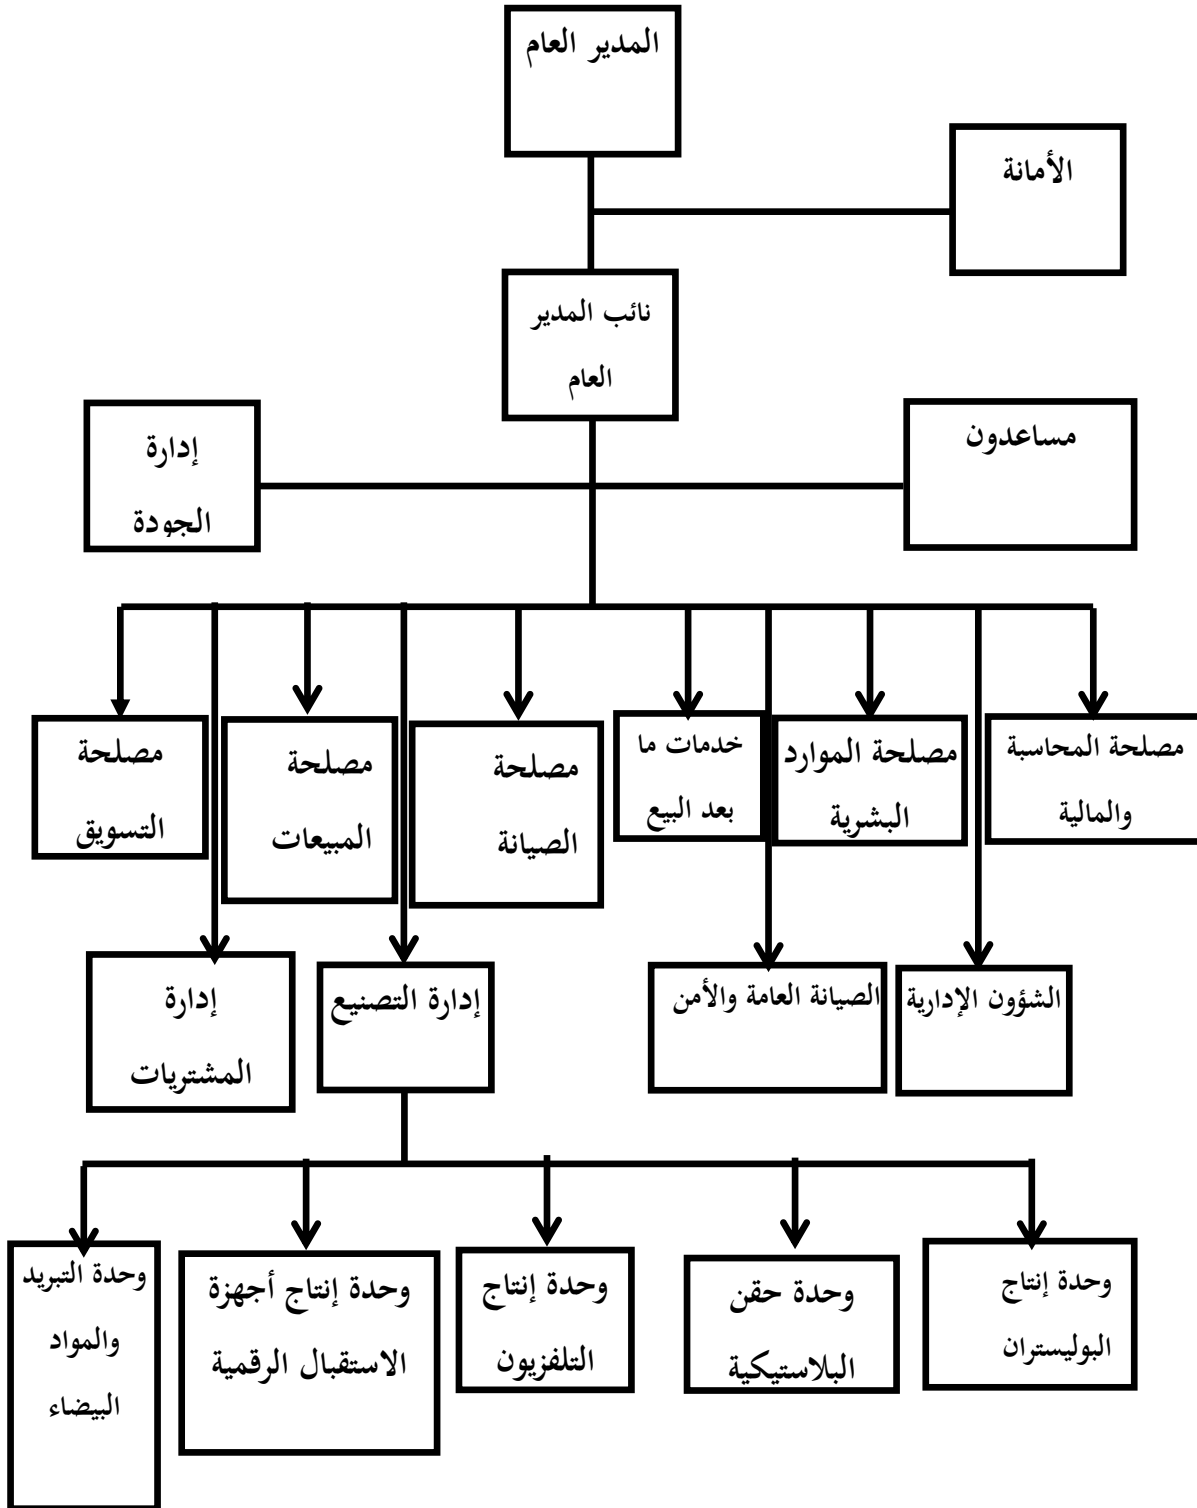 المدير العام
الأمانة
نائب المدير
العام
مساعدون
إدارة
الجودة
مصلحة المحاسبة
والمالية
مصلحة الموارد
البشرية
خدمات ما
بعد البيع
مصلحة
الصيانة
مصلحة
المبيعات
مصلحة
التسويق
الشؤون الإدارية
الصيانة العامة والأمن
إدارة التصنيع
إدارة
المشتريات
وحدة إنتاج
البوليستران
وحدة حقن
البلاستيكية
وحدة إنتاج
التلفزيون
وحدة إنتاج أجهزة
الاستقبال الرقمية
وحدة التبريد
والمواد
البيضاء